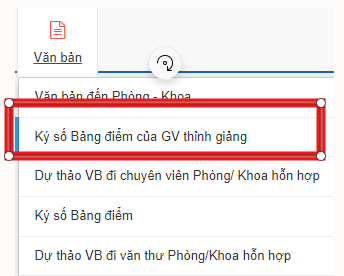 Văn bản
Văn bản đến Phòng - Khoa
Ký số Bảng điểm của GV thỉnh giảng
Dự thảo VB đi chuyên viên Phòng/ Khoa hỗn hợp
Ký số Bảng điểm
Dự thảo VB đi văn thư Phòng/Khoa hỗn hợp